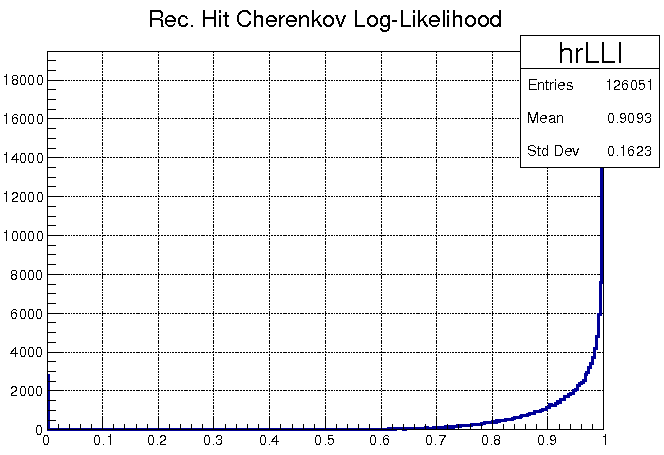 Rec. Hit Cherenkov Log-Likelihood
hrLLI
Entries 126051
Mean 0.9093
Std Dev 0.1623
18000
16000
14000
12000
10000
8000
6000
4000
2000
0
0 0.1 0.2 0.3 0.4 0.5 0.6 0.7 0.8 0.9 1